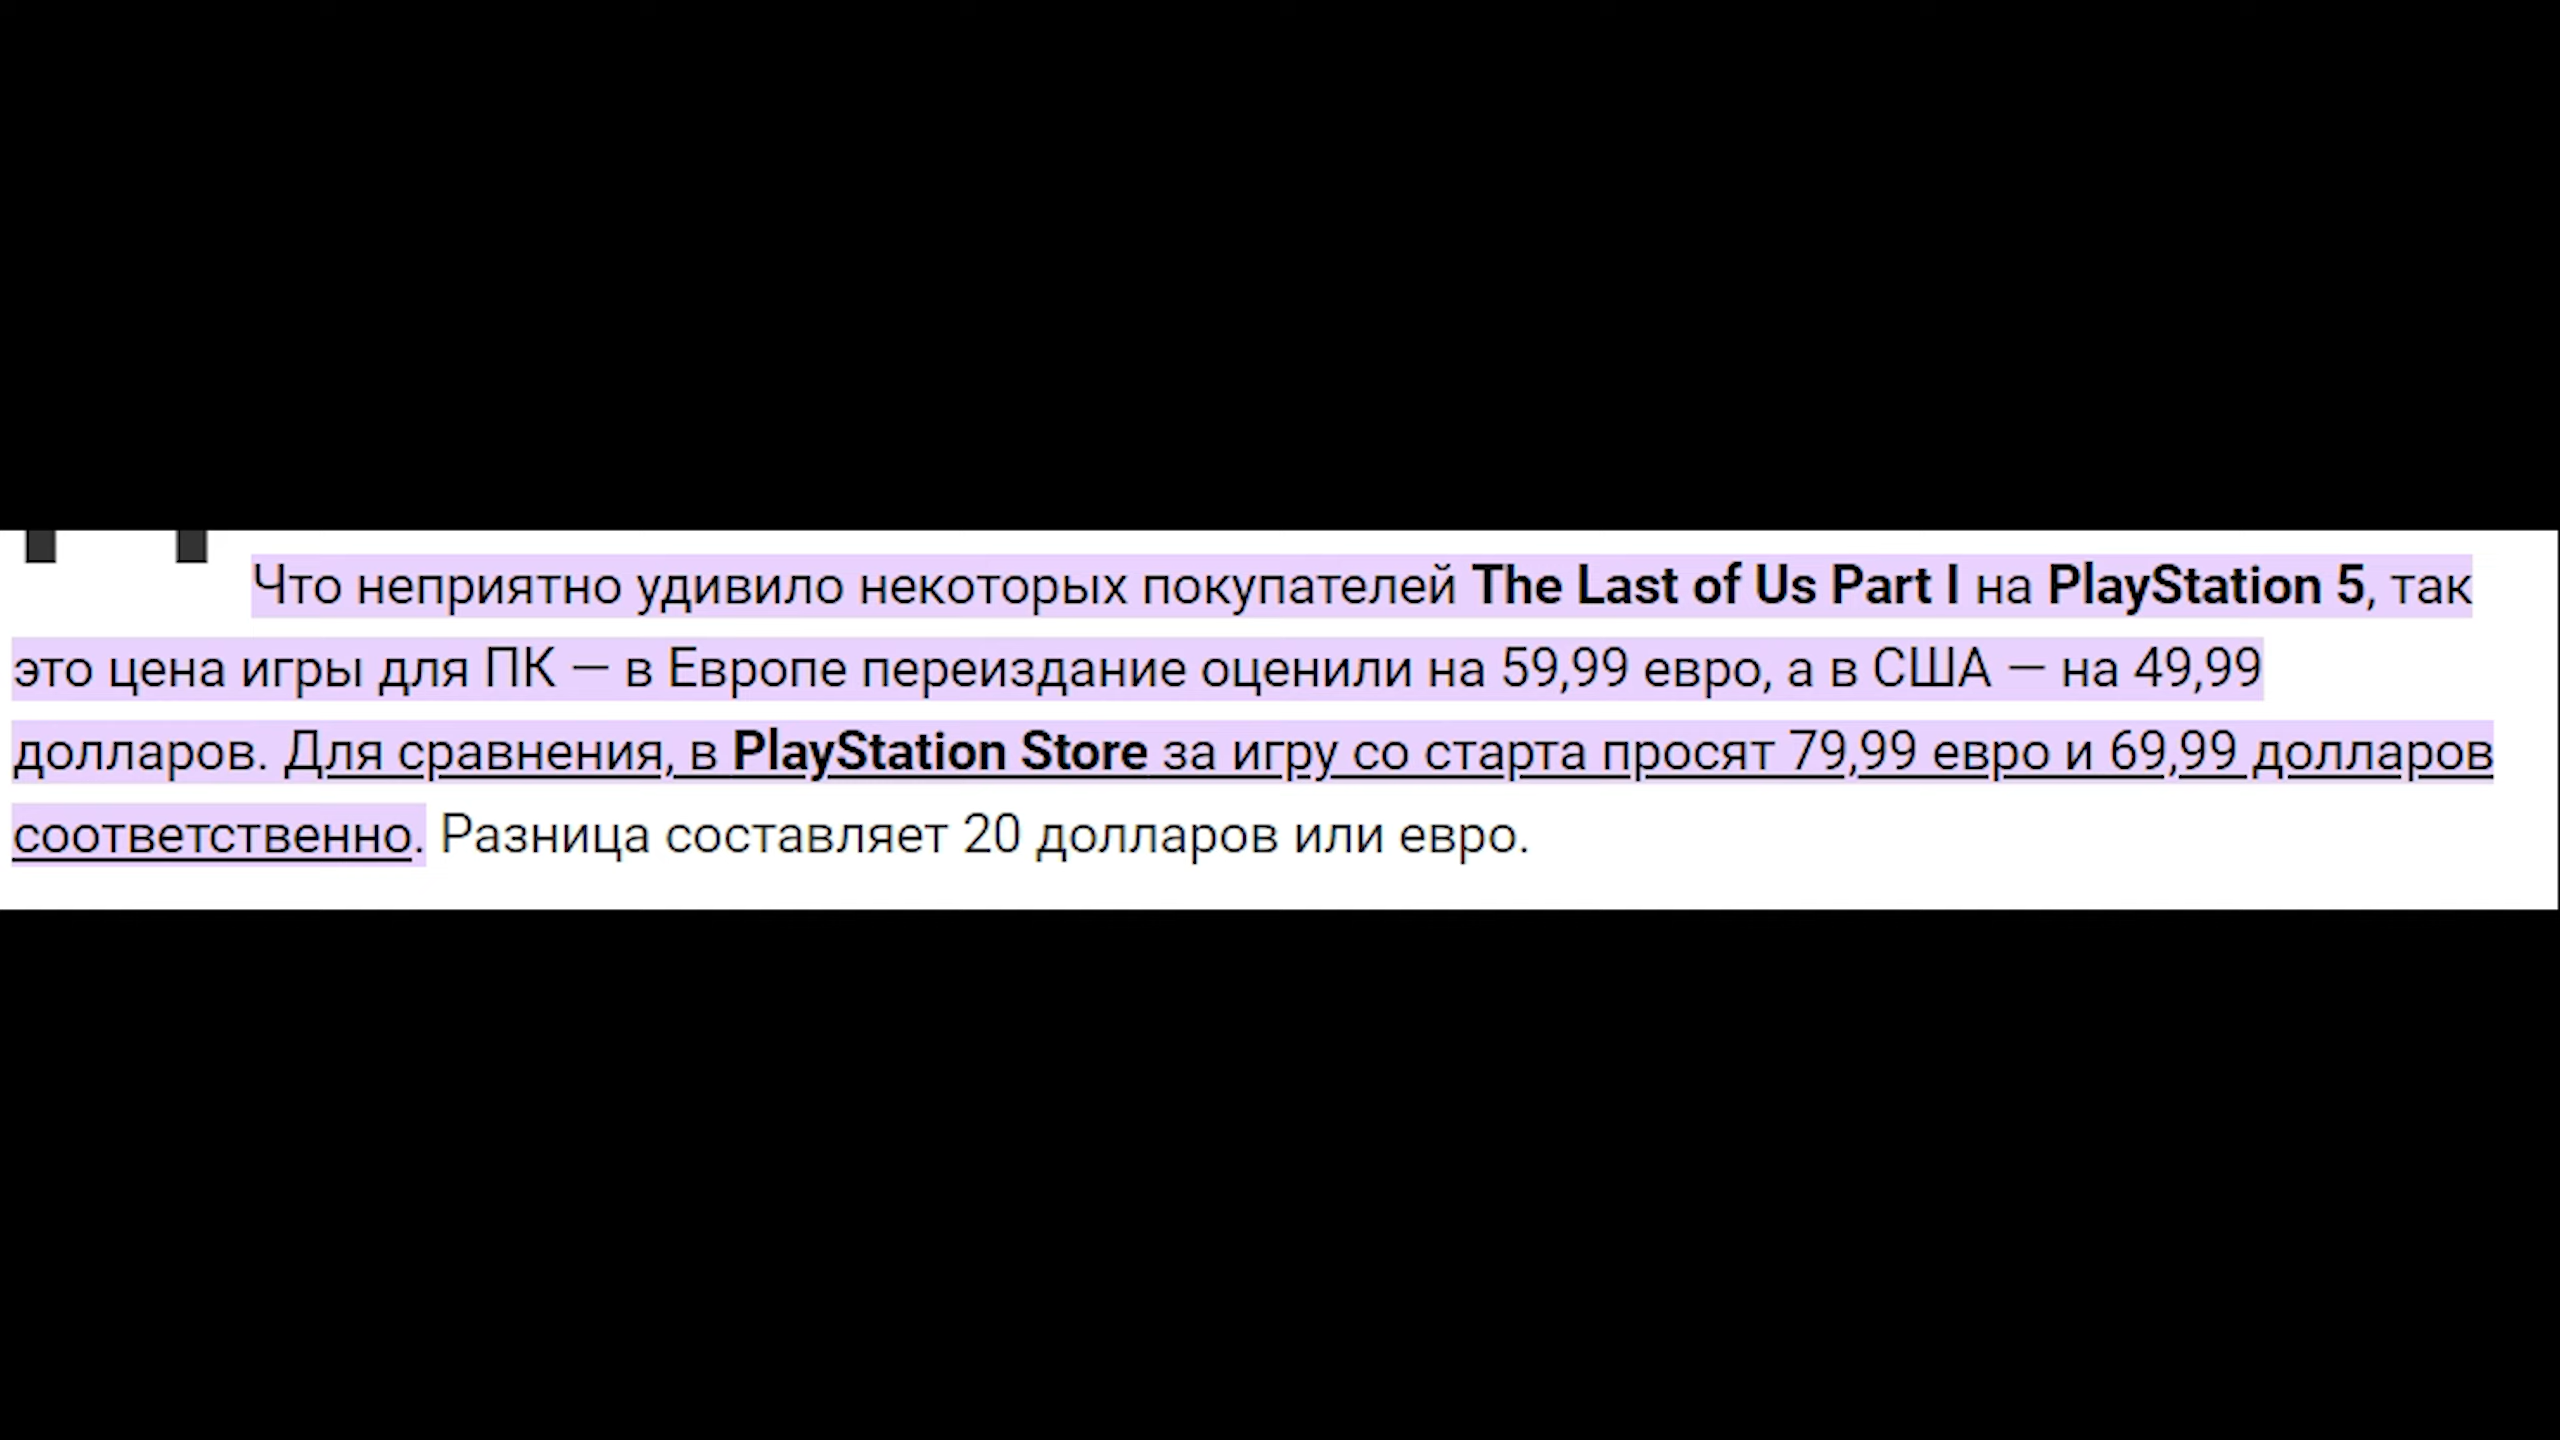 Что неприятно удивило некоторых покупателей The Last of Us Part I на PlayStation 5, так
это цена игры для ПК — в Европе переиздание оценили на 59,99 евро, а в США — на 49,99
долларов. Для сравнения, в PlayStation Store за игру со старта просят 79,99 евро и 69,99 долларов
соответственно. Разница составляет 20 долларов или евро.